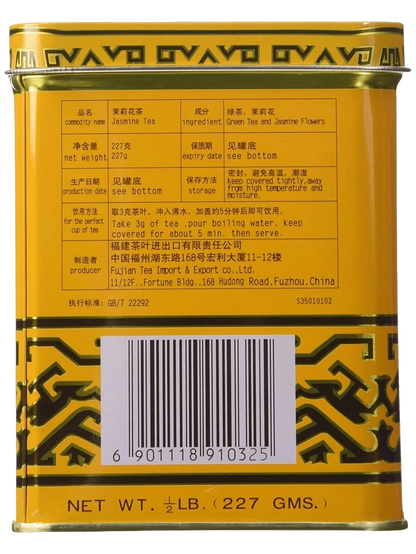 品名 茉莉花茶 成分 绿茶、茉莉花
commodity name Jasmine Tea ingredient Green Tea and Jasmine Flowers
净含量 227克 保质期 见罐底
net weight 227g expiry date see bottom
生产日期 见罐底 保存方法 密封，避免高温、潮湿
production date see bottom storage keep covered tightly,away
from high temperature and
moisture.
饮用方法 取3克茶叶，冲入沸水，加盖约5分钟后即可饮用。
for the perfect Take 3g of tea ,pour boiling water, keep
cup of tea covered for about 5 min. then serve.
福建茶叶进出口有限责任公司
制造者 中国福州湖东路168号宏利大厦11-12楼
producer Fujian Tea Import & Export co.,Ltd.
11/12F.,Fortune Bldg.,168 Hudong Road,Fuzhou,China
执行标准: GB/T 22292 S35010102
6 901118 910325
NET WT. ½ LB. (227 GMS.)